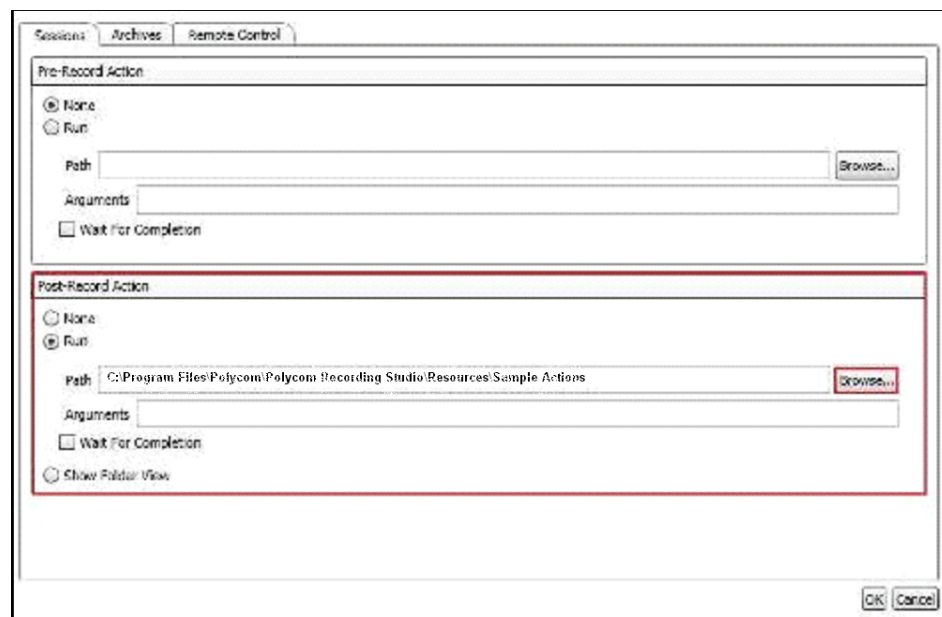 Sessions Archives Remote Control
Pre-Record Action
None
Run
Path Browse...
Arguments
Wait For Completion
Post-Record Action
None
Run
Path C:\Program Files\Polycom\Polycom Recording Studio\Resources\Sample Actions Browse...
Arguments
Wait For Completion
Show Folder View
OK Cancel